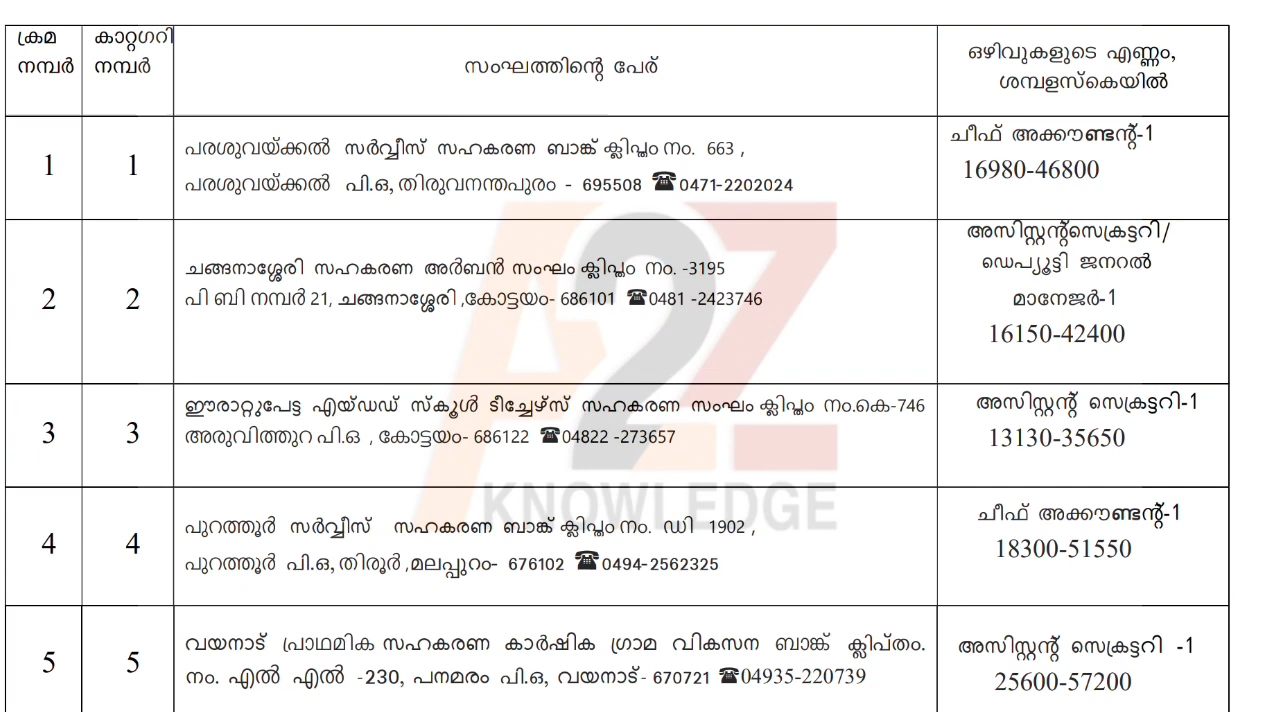 ക്രമ നമ്പർ
കാറ്റഗറി നമ്പർ
സംഘത്തിന്റെ പേര്
ഒഴിവുകളുടെ എണ്ണം,
ശമ്പളസ്കെയിൽ
1
1
പരശുവയ്ക്കൽ സർവ്വീസ് സഹകരണ ബാങ്ക് ക്ലിപ്തം നം. 663 ,
പരശുവയ്ക്കൽ പി.ഒ, തിരുവനന്തപുരം - 695508 ☎0471-2202024
ചീഫ് അക്കൗണ്ടന്റ്-1
16980-46800
2
2
ചങ്ങനാശ്ശേരി സഹകരണ അർബൻ സംഘം ക്ലിപ്തം നം. -3195
പി ബി നമ്പർ 21, ചങ്ങനാശ്ശേരി ,കോട്ടയം- 686101 ☎0481 -2423746
അസിസ്റ്റന്റ്സെക്രട്ടറി/
ഡെപ്യൂട്ടി ജനറൽ
മാനേജർ-1
16150-42400
3
3
ഈരാറ്റുപേട്ട എയ്ഡഡ് സ്കൂൾ ടീച്ചേഴ്സ് സഹകരണ സംഘം ക്ലിപ്തം നം.കെ-746
അരുവിത്തുറ പി.ഒ , കോട്ടയം- 686122 ☎04822 -273657
അസിസ്റ്റന്റ് സെക്രട്ടറി-1
13130-35650
4
4
പുറത്തൂർ സർവ്വീസ് സഹകരണ ബാങ്ക് ക്ലിപ്തം നം. ഡി 1902 ,
പുറത്തൂർ പി.ഒ, തിരൂർ ,മലപ്പുറം- 676102 ☎0494-2562325
ചീഫ് അക്കൗണ്ടന്റ്-1
18300-51550
5
5
വയനാട് പ്രാഥമിക സഹകരണ കാർഷിക ഗ്രാമ വികസന ബാങ്ക് ക്ലിപ്തം.
നം. എൽ എൽ -230, പനമരം പി.ഒ, വയനാട്- 670721 ☎04935-220739
അസിസ്റ്റന്റ് സെക്രട്ടറി -1
25600-57200
A2Z
KNOWLEDGE